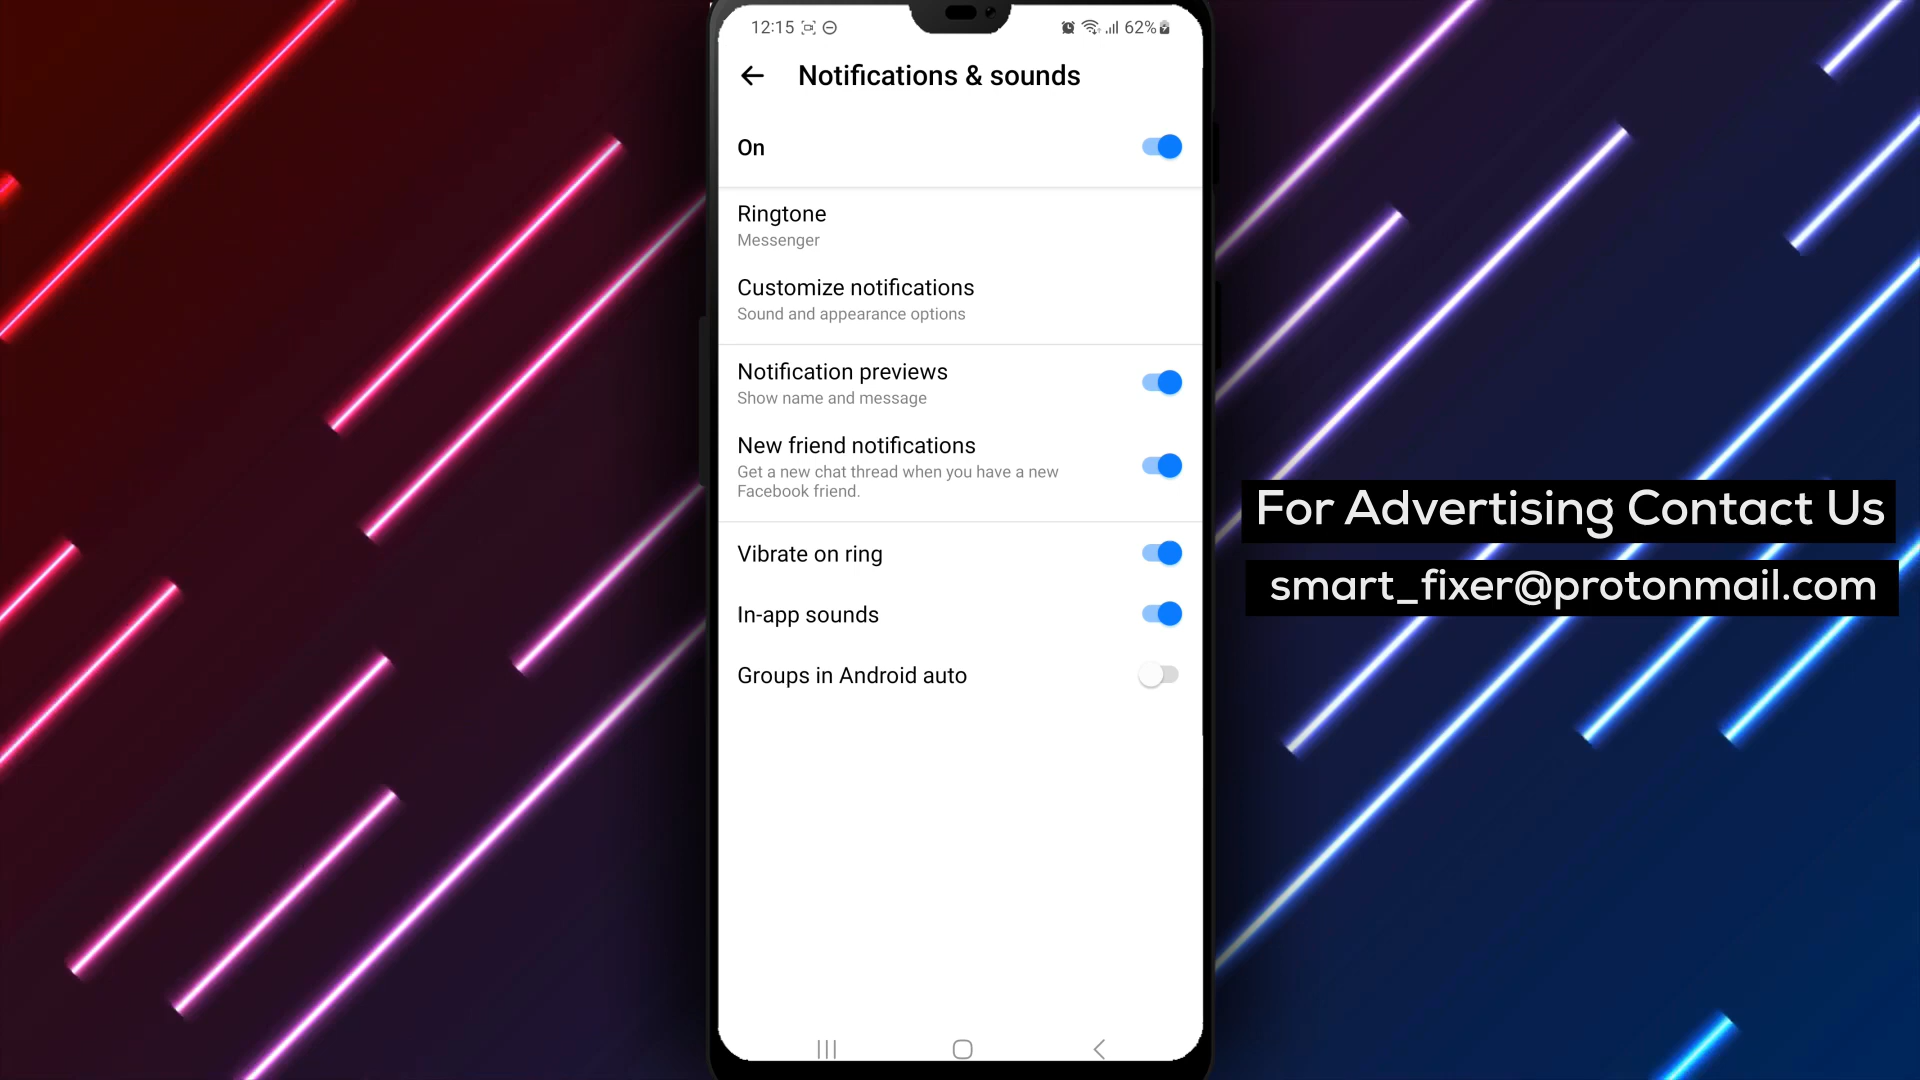 12:15 62%
Notifications & sounds
On
Ringtone
Messenger
Customize notifications
Sound and appearance options
Notification previews
Show name and message
New friend notifications
Get a new chat thread when you have a new
Facebook friend.
Vibrate on ring
In-app sounds
Groups in Android auto
For Advertising Contact Us
smart_fixer@protonmail.com